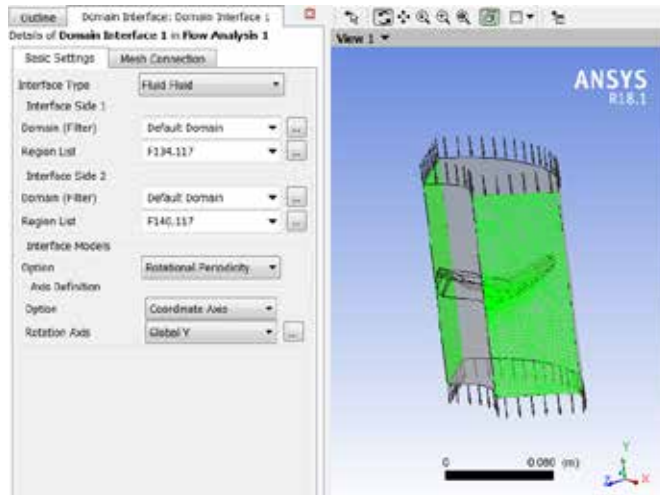 Outline
Domain Interface: Domain Interface 1
Details of Domain Interface 1 in Flow Analysis 1
Basic Settings
Mesh Connection
Interface Type
Fluid Fluid
Interface Side 1
Domain (Filter)
Default Domain
...
Region List
F134.117
...
Interface Side 2
Domain (Filter)
Default Domain
...
Region List
F140.117
...
Interface Models
Option
Rotational Periodicity
Axis Definition
Option
Coordinate Axis
Rotation Axis
Global Y
...
View 1
ANSYS
R18.1
0
0.080 (m)
Y
Z
X